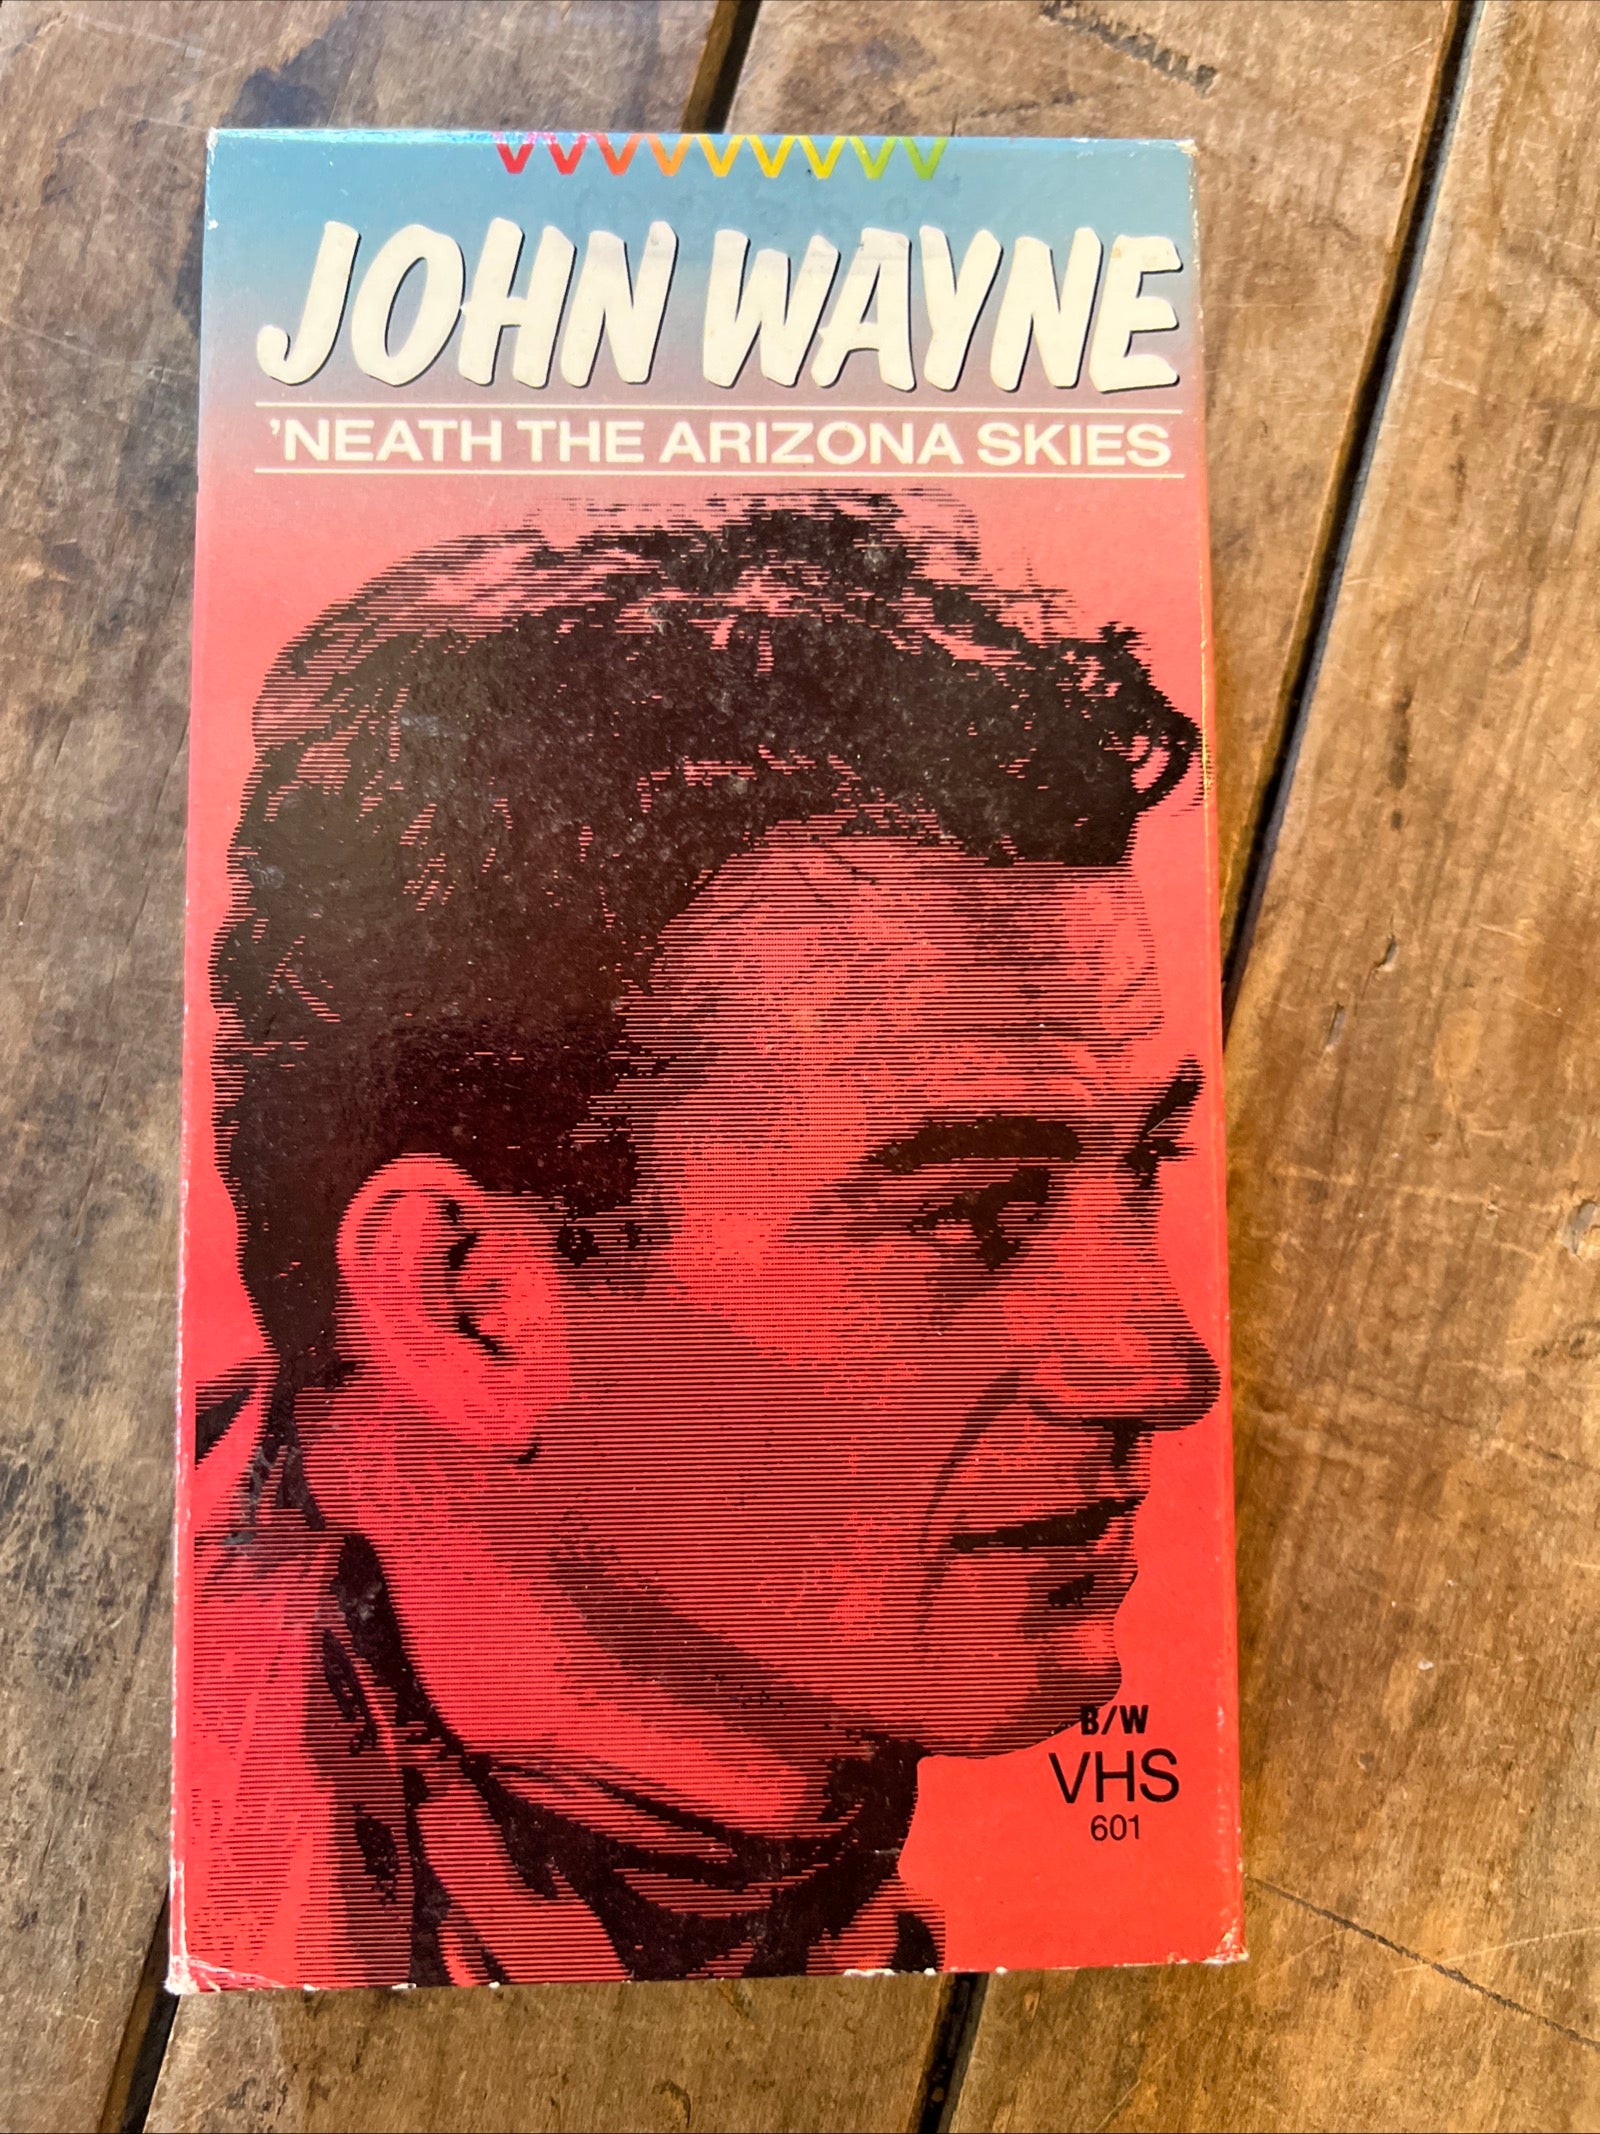 JOHN WAYNE
'NEATH THE ARIZONA SKIES
B/W
VHS
601